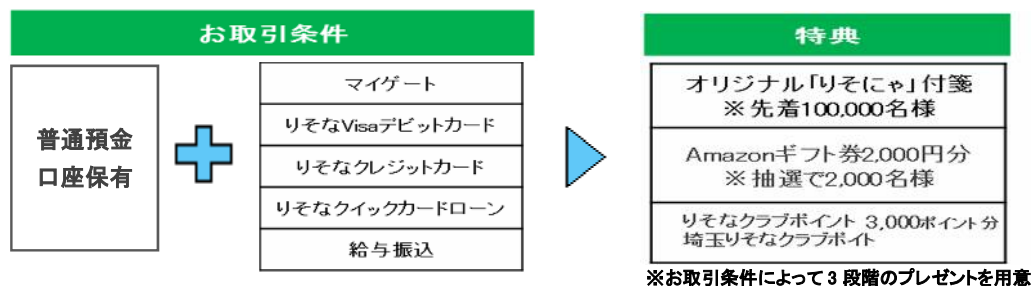 お取引条件
普通預金
口座保有
マイゲート
りそなVisaデビットカード
りそなクレジットカード
りそなクイックカードローン
給与振込
特典
オリジナル「りそにゃ」付箋
※先着100,000名様
Amazonギフト券2,000円分
※抽選で2,000名様
りそなクラブポイント 3,000ポイント分
埼玉りそなクラブポイト
※お取引条件によって3段階のプレゼントを用意